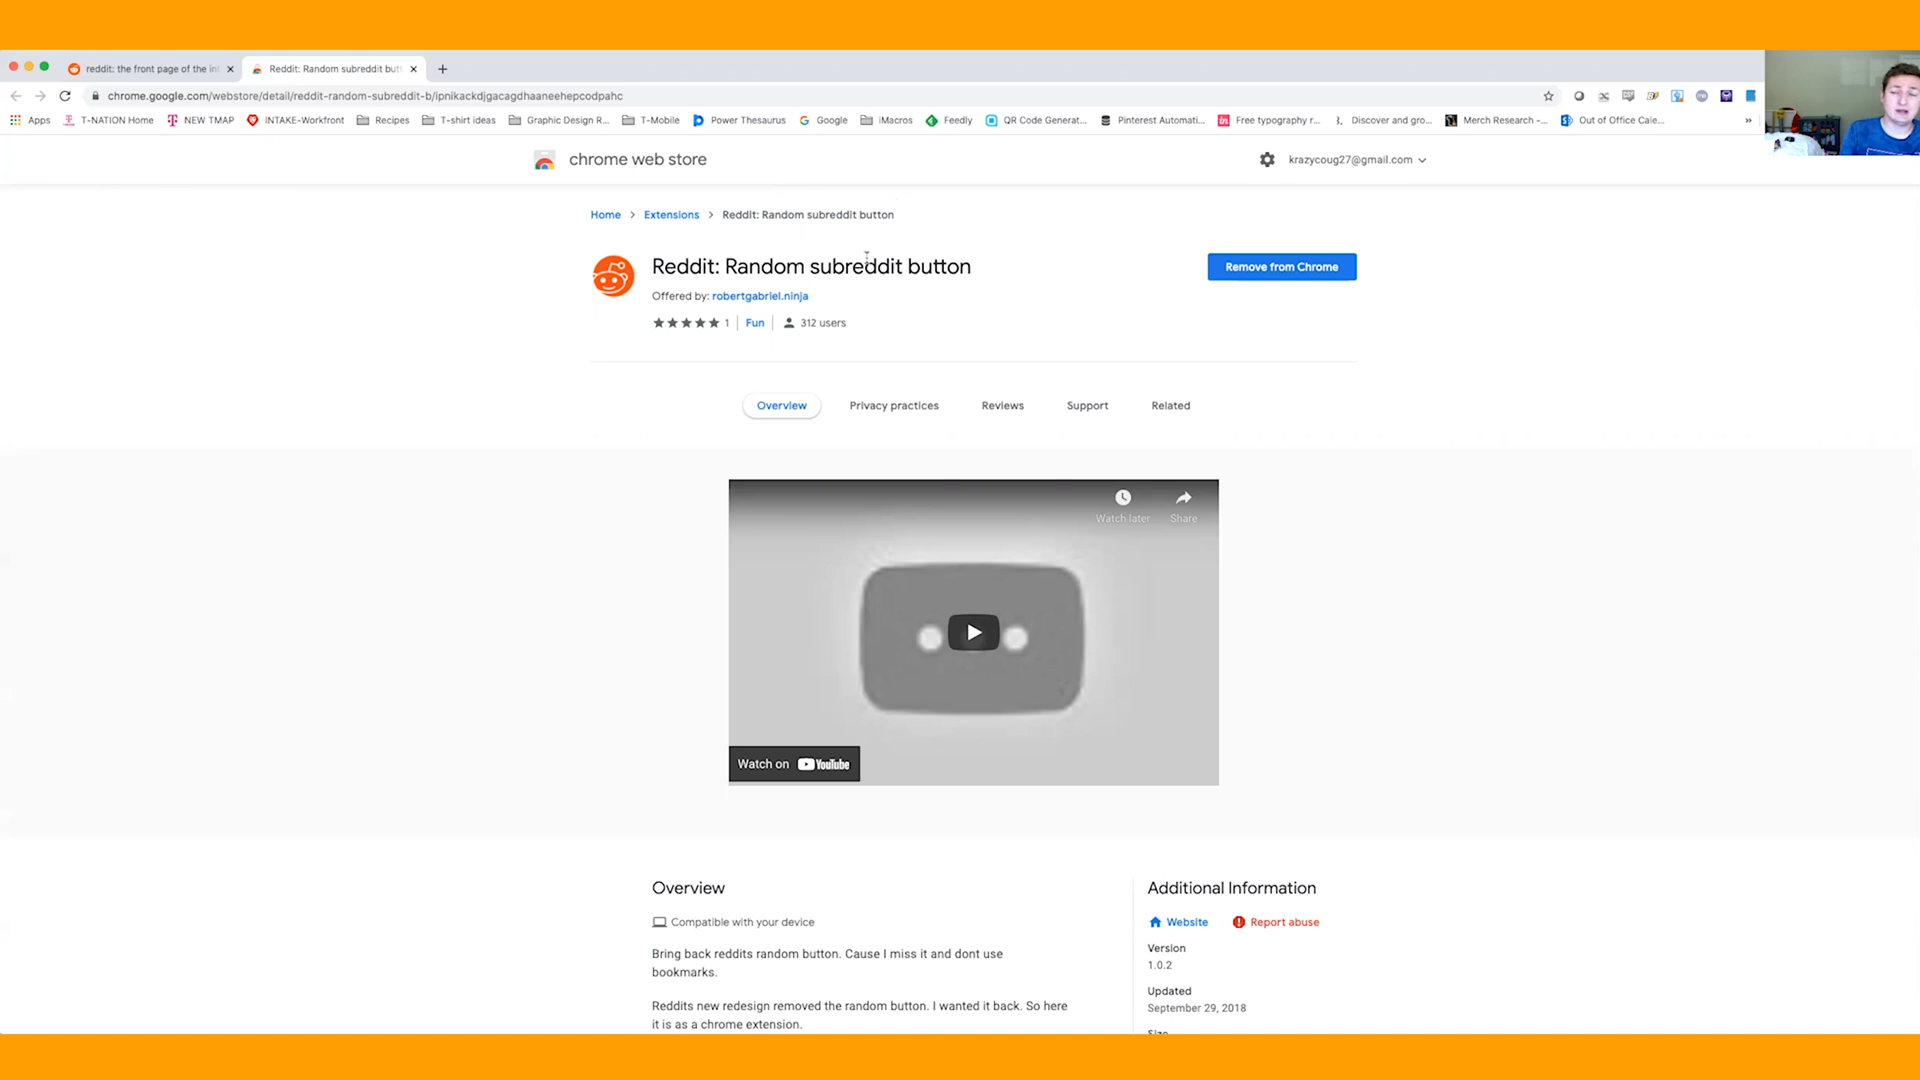 reddit: the front page of the in
Reddit: Random subreddit but
chrome.google.com/webstore/detail/reddit-random-subreddit-b/ipnikackdjgacagdhaaneehepcodpahc
Apps T-NATION Home NEW TMAP INTAKE-Workfront Recipes T-shirt ideas Graphic Design R... T-Mobile Power Thesaurus Google iMacros Feedly QR Code Generat... Pinterest Automati... Free typography r... Discover and gro... Merch Research -... Out of Office Cale... »
chrome web store
krazycoug27@gmail.com
Home > Extensions > Reddit: Random subreddit button
Reddit: Random subreddit button
Remove from Chrome
Offered by: robertgabriel.ninja
1 Fun 312 users
Overview Privacy practices Reviews Support Related
Watch later Share
Watch on YouTube
Overview
Compatible with your device
Bring back reddits random button. Cause I miss it and dont use
bookmarks.
Reddits new redesign removed the random button. I wanted it back. So here
it is as a chrome extension.
Additional Information
Website Report abuse
Version
1.0.2
Updated
September 29, 2018